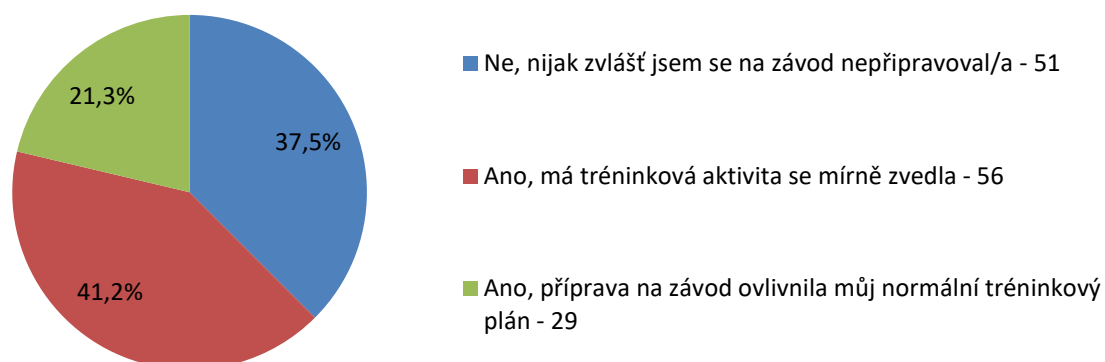 21,3%
37,5%
41,2%
Ne, nijak zvlášť jsem se na závod nepřipravoval/a - 51
Ano, má tréninková aktivita se mírně zvedla - 56
Ano, příprava na závod ovlivnila můj normální tréninkový
plán - 29